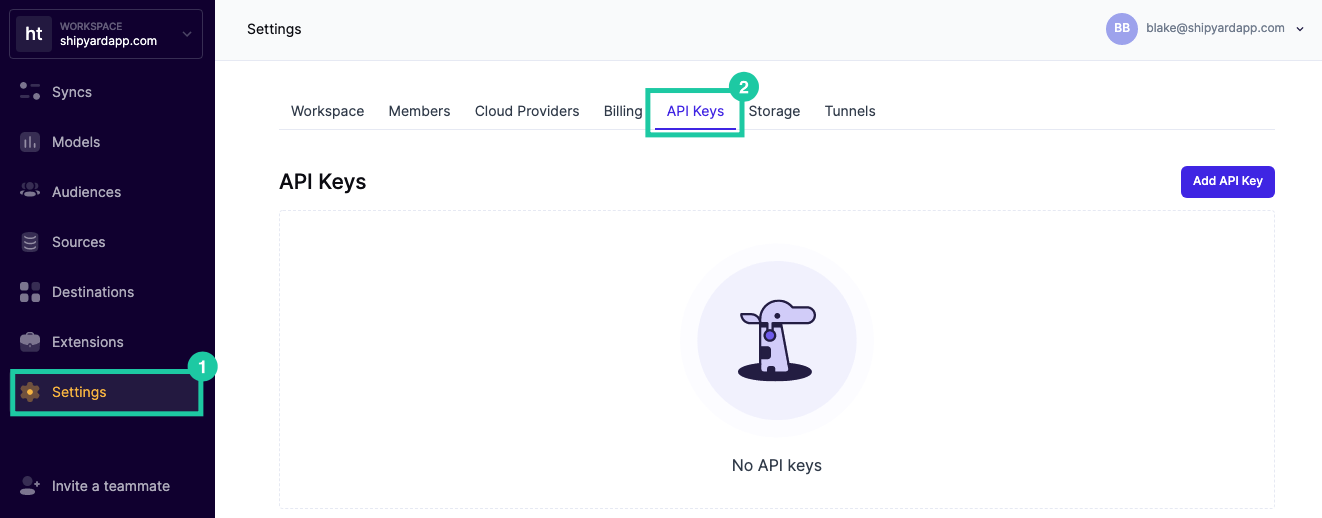 ht
WORKSPACE
shipyardapp.com
Syncs
Models
Audiences
Sources
Destinations
Extensions
1
Settings
Invite a teammate
Settings
BB
blake@shipyardapp.com
2
Workspace Members Cloud Providers Billing API Keys Storage Tunnels
API Keys
Add API Key
No API keys